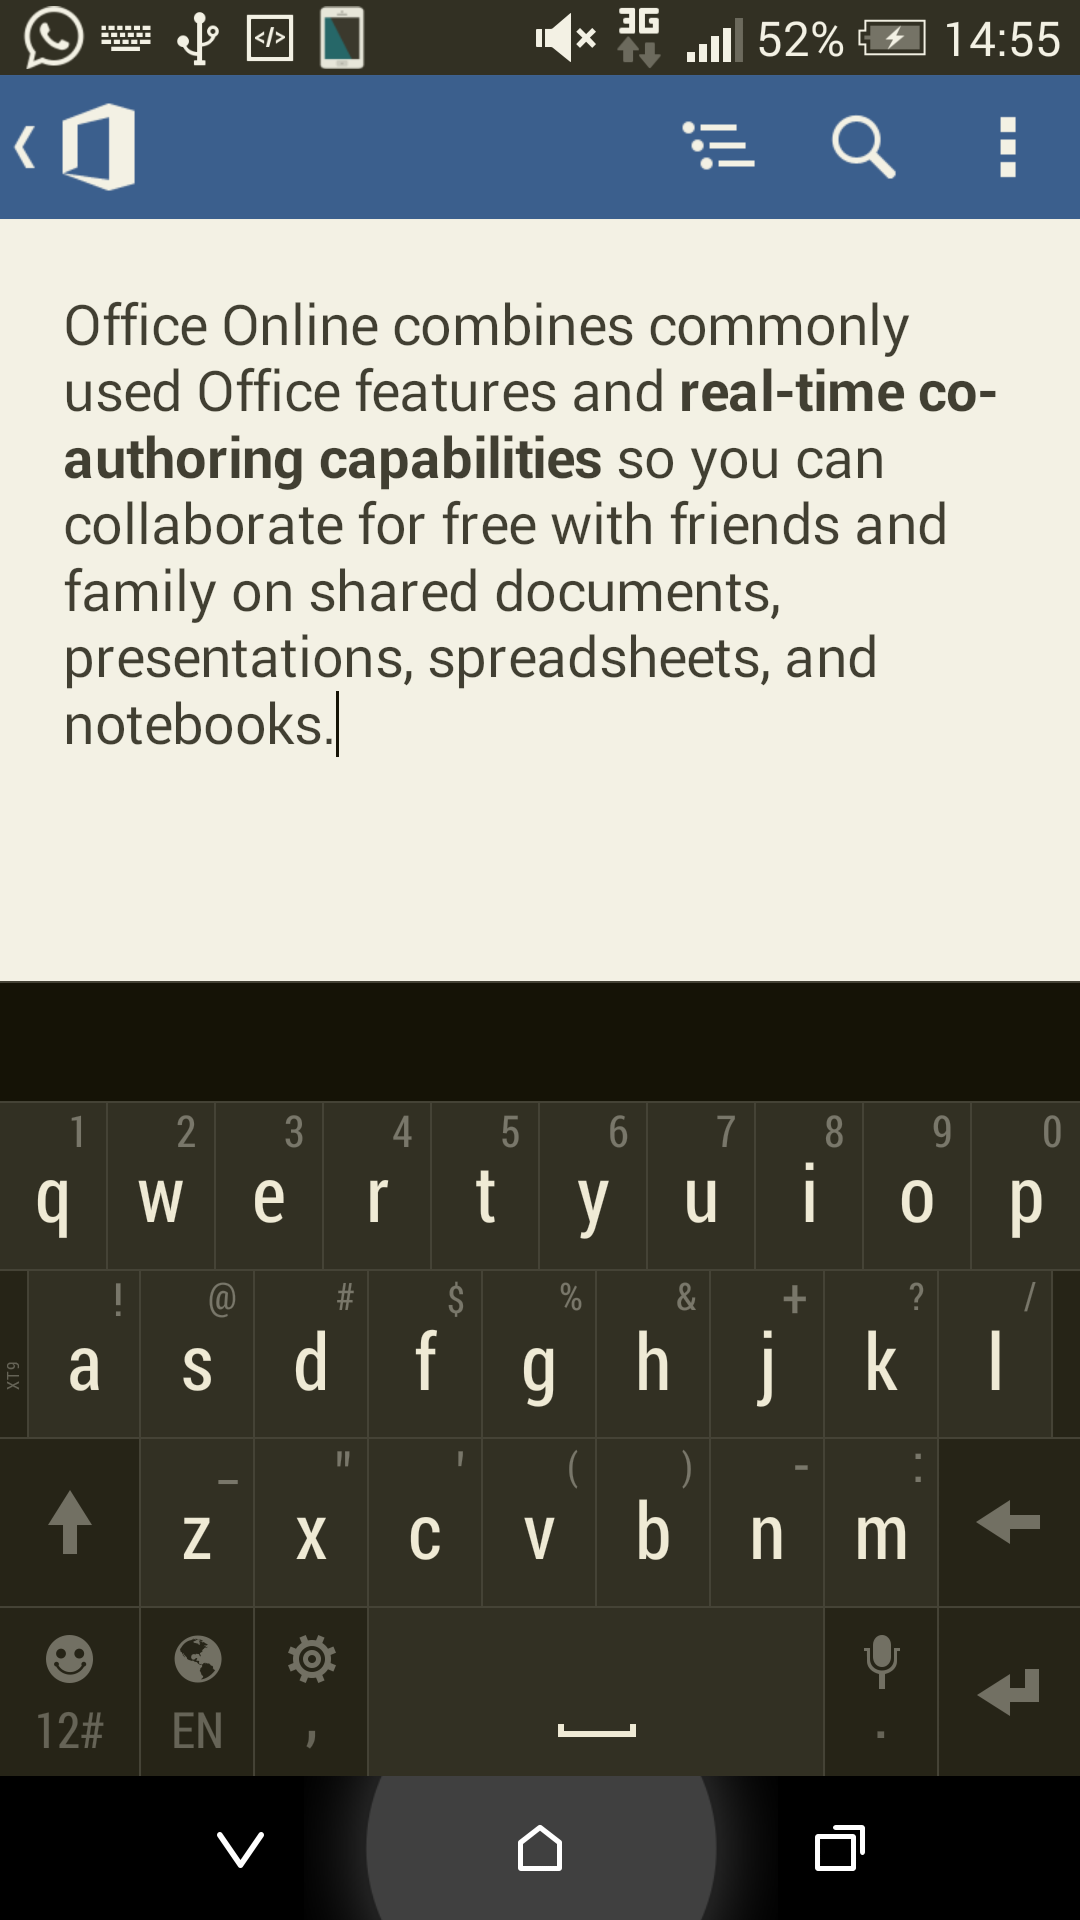 3G 52% 14:55
Office Online combines commonly
used Office features and real-time co-
authoring capabilities so you can
collaborate for free with friends and
family on shared documents,
presentations, spreadsheets, and
notebooks.
1 2 3 4 5 6 7 8 9 0
q w e r t y u i o p
! @ # $ % & + ? /
XT9 a s d f g h j k l
_ " ' ( ) - :
z x c v b n m
12# EN , .